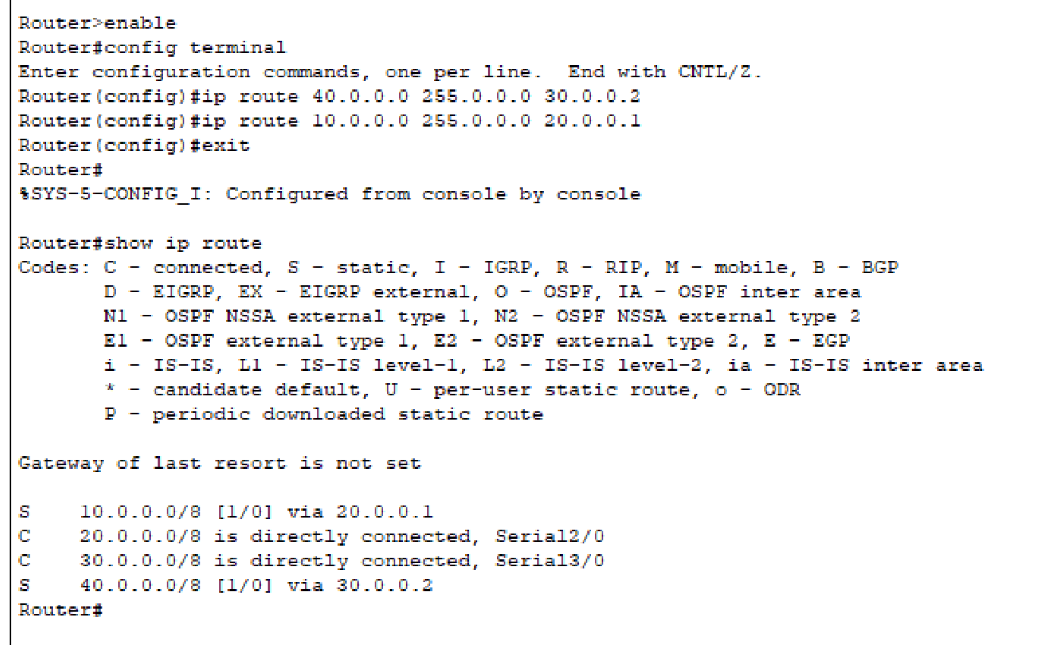 Router>enable
Router#config terminal
Enter configuration commands, one per line.  End with CNTL/Z.
Router(config)#ip route 40.0.0.0 255.0.0.0 30.0.0.2
Router(config)#ip route 10.0.0.0 255.0.0.0 20.0.0.1
Router(config)#exit
Router#
%SYS-5-CONFIG_I: Configured from console by console

Router#show ip route
Codes: C - connected, S - static, I - IGRP, R - RIP, M - mobile, B - BGP
       D - EIGRP, EX - EIGRP external, O - OSPF, IA - OSPF inter area
       N1 - OSPF NSSA external type 1, N2 - OSPF NSSA external type 2
       E1 - OSPF external type 1, E2 - OSPF external type 2, E - EGP
       i - IS-IS, L1 - IS-IS level-1, L2 - IS-IS level-2, ia - IS-IS inter area
       * - candidate default, U - per-user static route, o - ODR
       P - periodic downloaded static route

Gateway of last resort is not set

S    10.0.0.0/8 [1/0] via 20.0.0.1
C    20.0.0.0/8 is directly connected, Serial2/0
C    30.0.0.0/8 is directly connected, Serial3/0
S    40.0.0.0/8 [1/0] via 30.0.0.2
Router#